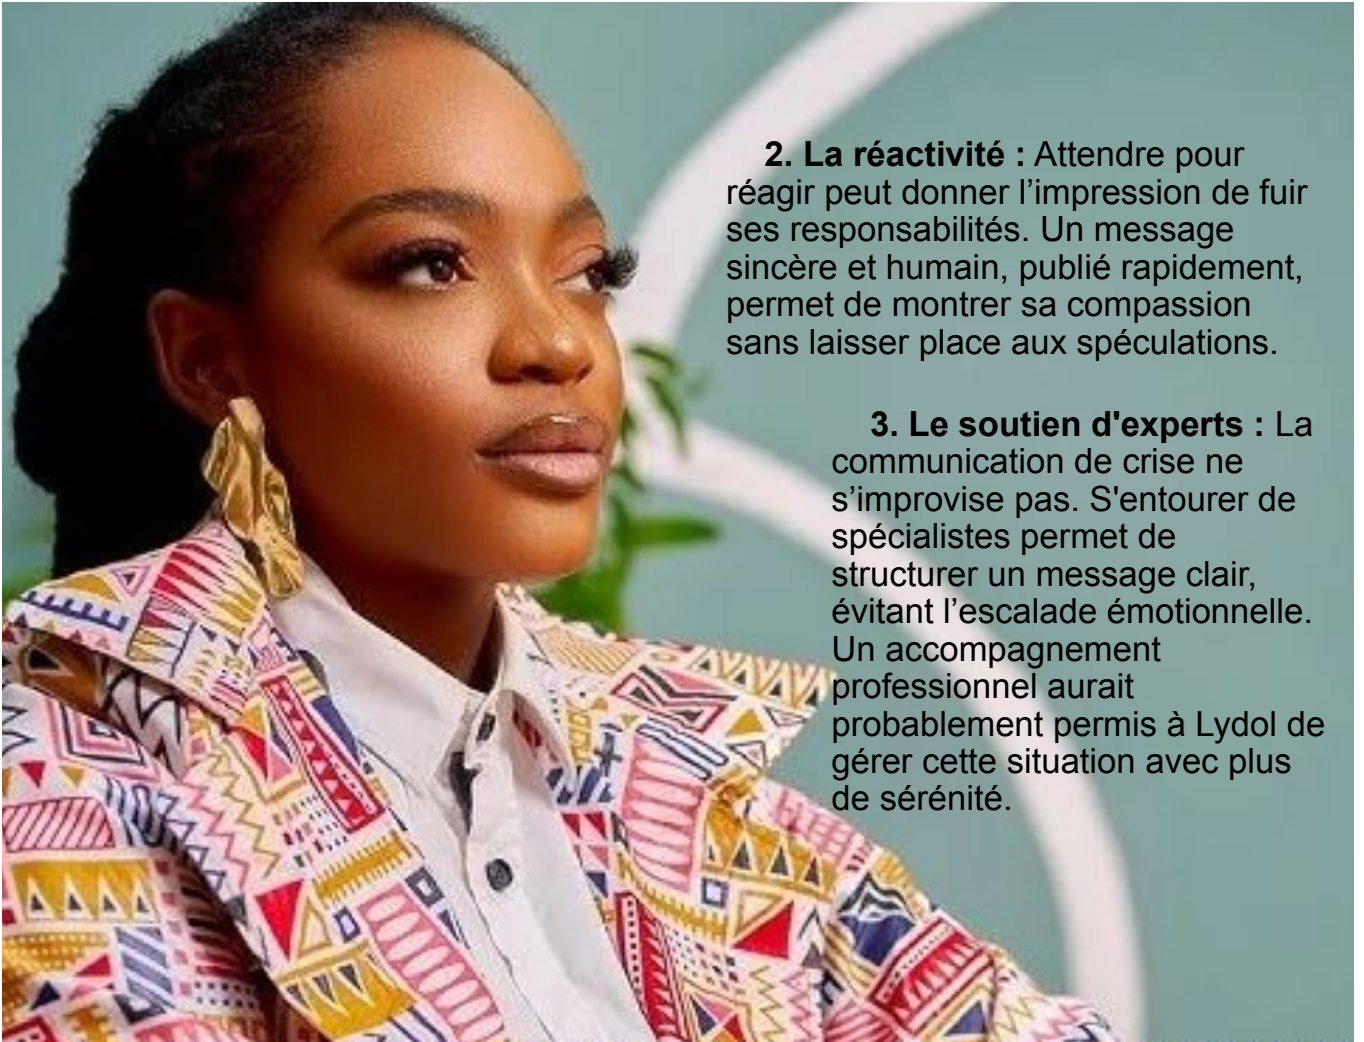 2. La réactivité : Attendre pour
réagir peut donner l’impression de fuir
ses responsabilités. Un message
sincère et humain, publié rapidement,
permet de montrer sa compassion
sans laisser place aux spéculations.
3. Le soutien d'experts : La
communication de crise ne
s’improvise pas. S'entourer de
spécialistes permet de
structurer un message clair,
évitant l’escalade émotionnelle.
Un accompagnement
professionnel aurait
probablement permis à Lydol de
gérer cette situation avec plus
de sérénité.